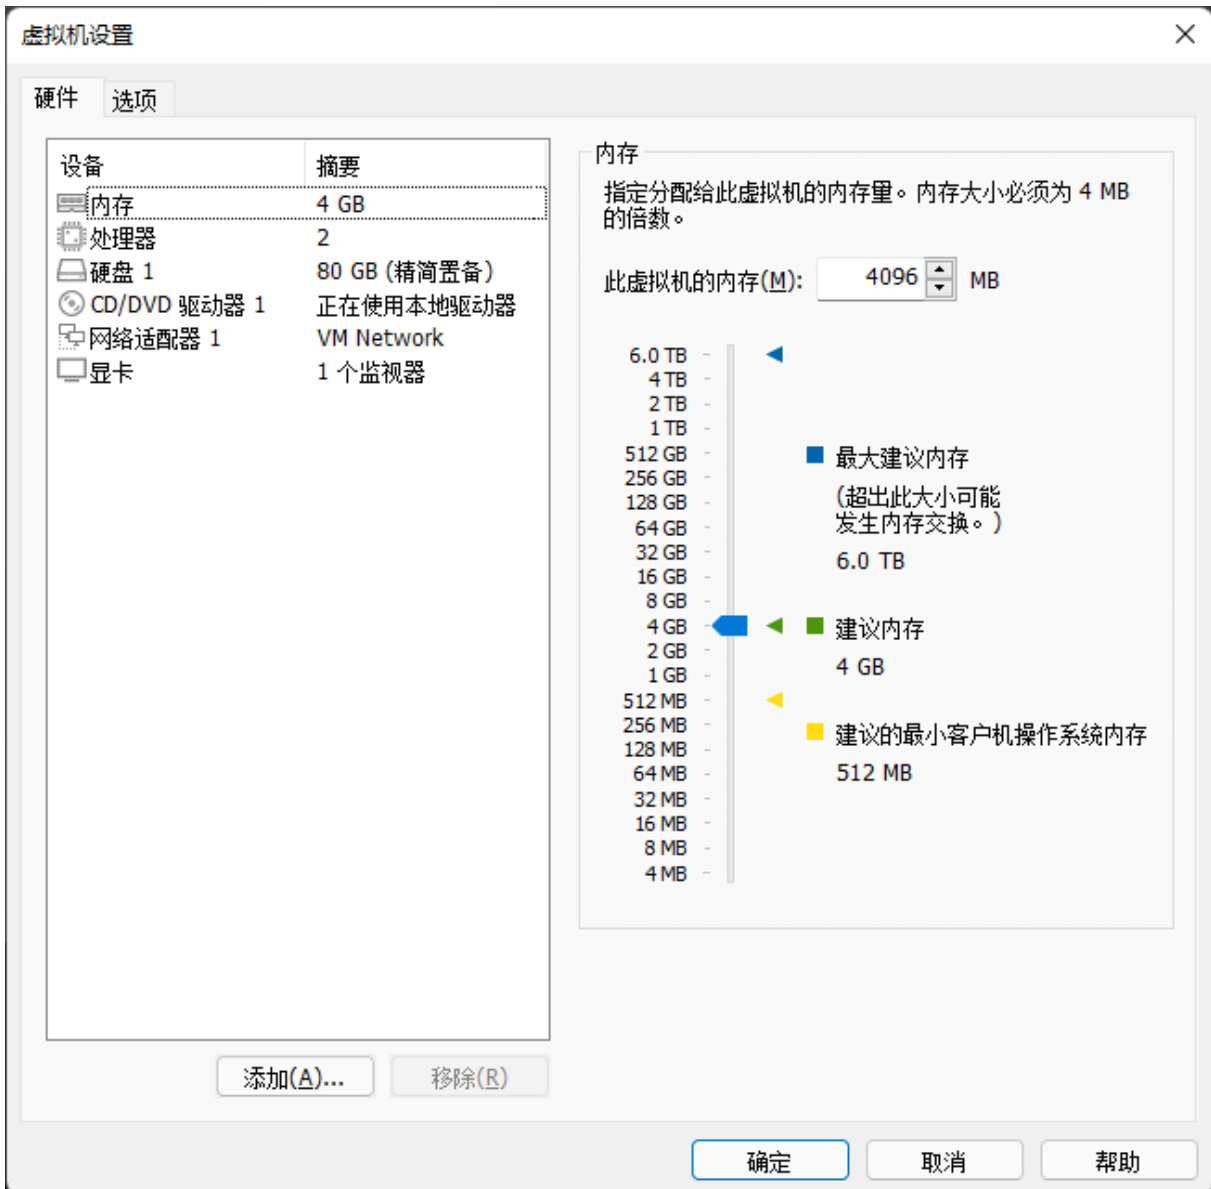 虚拟机设置
硬件 选项
设备 摘要
内存 4 GB
处理器 2
硬盘 1 80 GB (精简置备)
CD/DVD 驱动器 1 正在使用本地驱动器
网络适配器 1 VM Network
显卡 1 个监视器
添加(A)... 移除(R)
内存
指定分配给此虚拟机的内存量。内存大小必须为 4 MB
的倍数。
此虚拟机的内存(M): 4096 MB
6.0 TB
4 TB
2 TB
1 TB
512 GB
256 GB
128 GB
64 GB
32 GB
16 GB
8 GB
4 GB
2 GB
1 GB
512 MB
256 MB
128 MB
64 MB
32 MB
16 MB
8 MB
4 MB
最大建议内存
(超出此大小可能
发生内存交换。)
6.0 TB
建议内存
4 GB
建议的最小客户机操作系统内存
512 MB
确定 取消 帮助